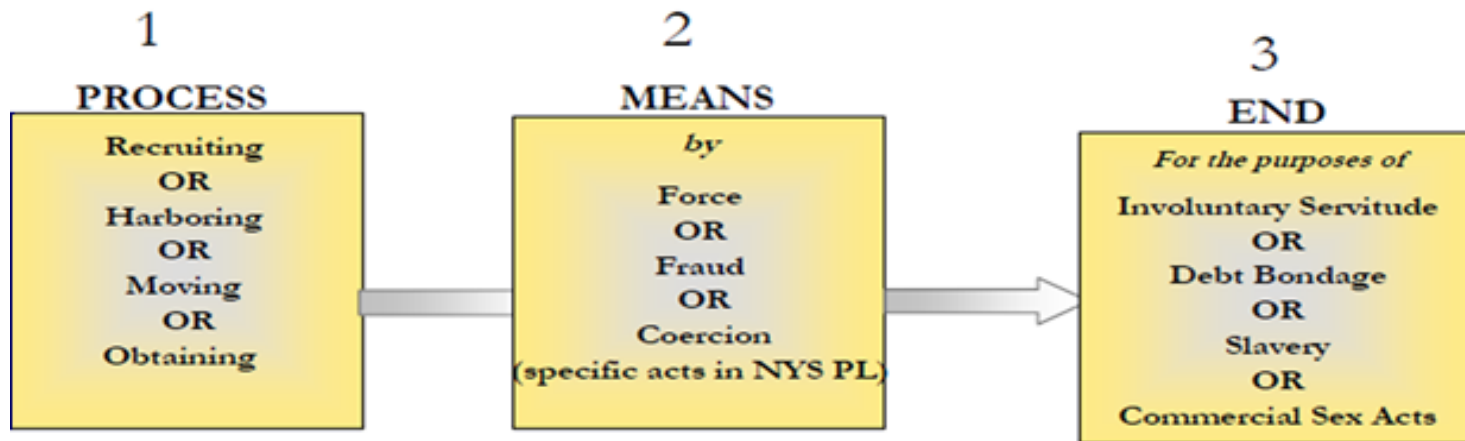 1
PROCESS
Recruiting
OR
Harboring
OR
Moving
OR
Obtaining
2
MEANS
by
Force
OR
Fraud
OR
Coercion
(specific acts in NYS PL)
3
END
For the purposes of
Involuntary Servitude
OR
Debt Bondage
OR
Slavery
OR
Commercial Sex Acts